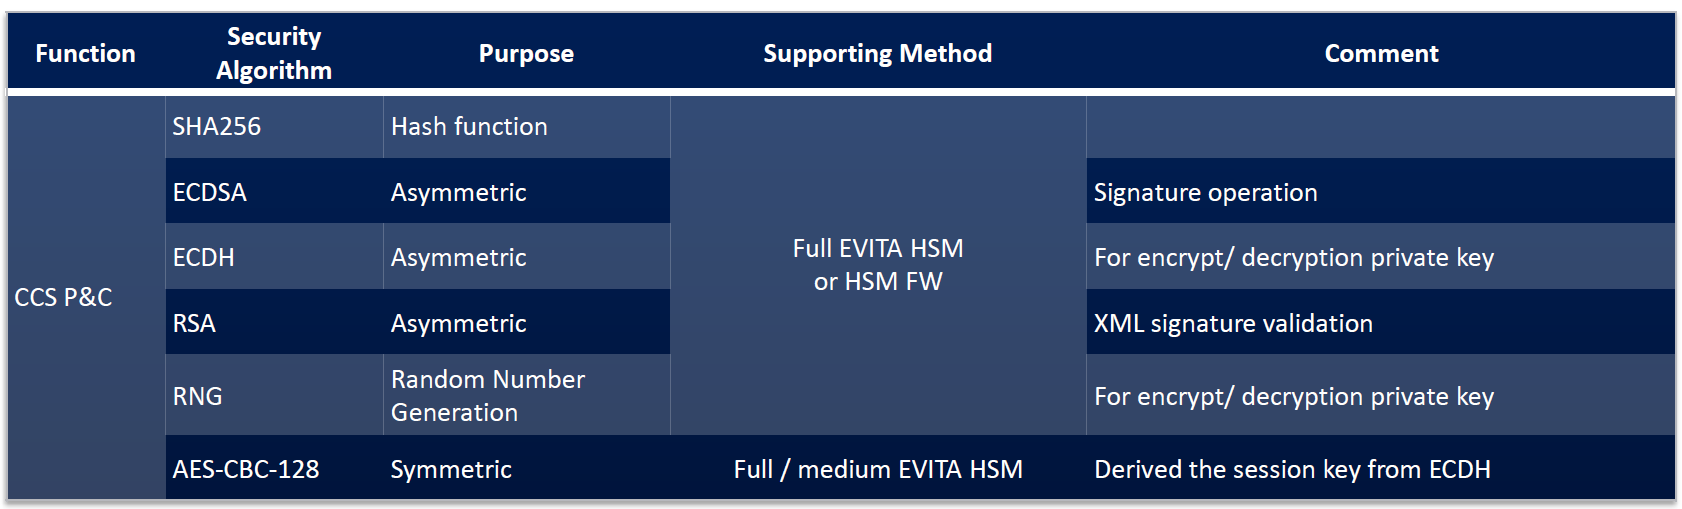 Function
Security
Algorithm
Purpose
Supporting Method
Comment
CCS P&C
SHA256
Hash function
Full EVITA HSM
or HSM FW
ECDSA
Asymmetric
Signature operation
ECDH
Asymmetric
For encrypt/ decryption private key
RSA
Asymmetric
XML signature validation
RNG
Random Number
Generation
For encrypt/ decryption private key
AES-CBC-128
Symmetric
Full / medium EVITA HSM
Derived the session key from ECDH